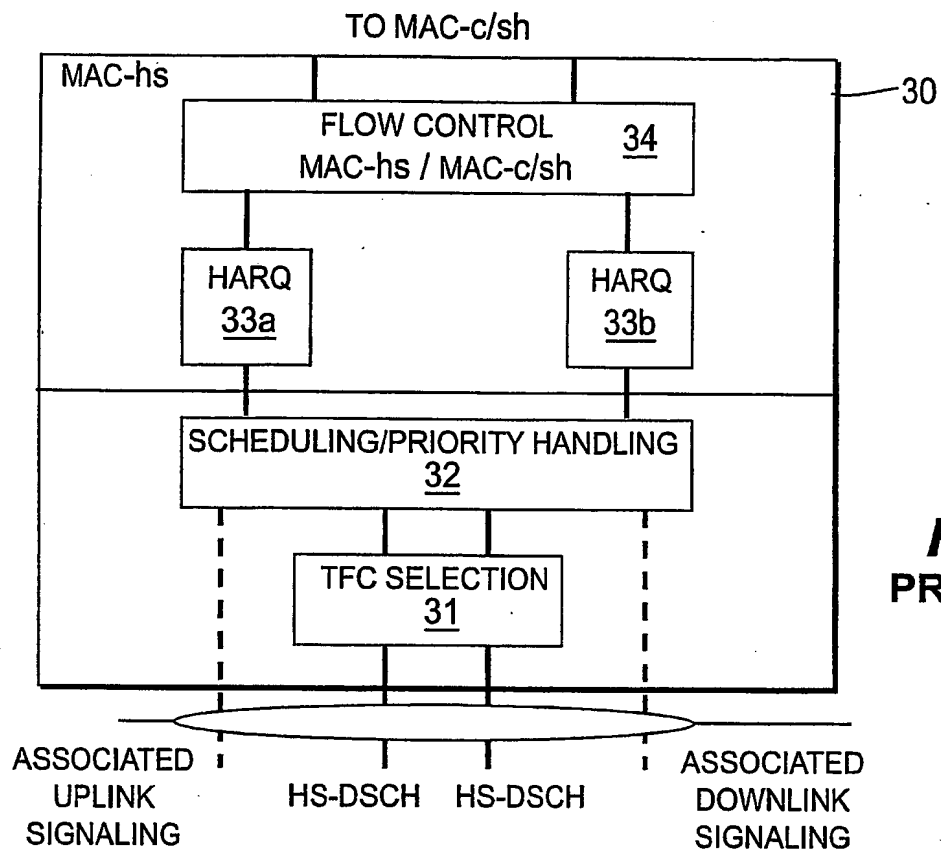 TO MAC-c/sh
MAC-hs
30
FLOW CONTROL
34
MAC-hs / MAC-c/sh
HARQ
33a
HARQ
33b
SCHEDULING/PRIORITY HANDLING
32
TFC SELECTION
31
PR
ASSOCIATED
UPLINK
SIGNALING
HS-DSCH
HS-DSCH
ASSOCIATED
DOWNLINK
SIGNALING